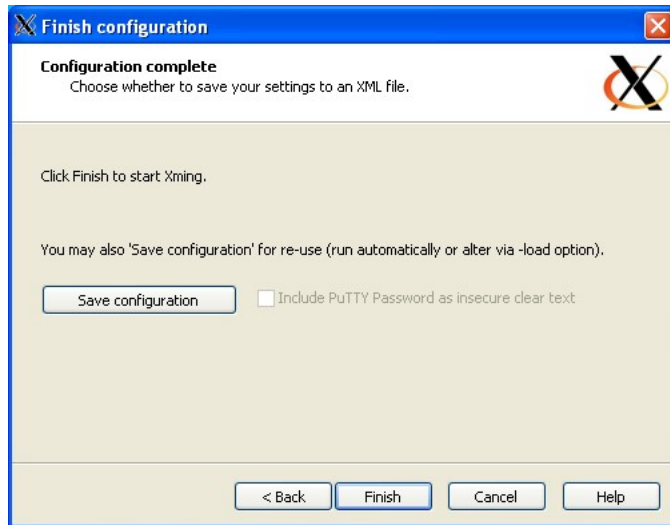 Finish configuration
Configuration complete
Choose whether to save your settings to an XML file.
Click Finish to start Xming.
You may also 'Save configuration' for re-use (run automatically or alter via -load option).
Save configuration
Include PuTTY Password as insecure clear text
< Back
Finish
Cancel
Help